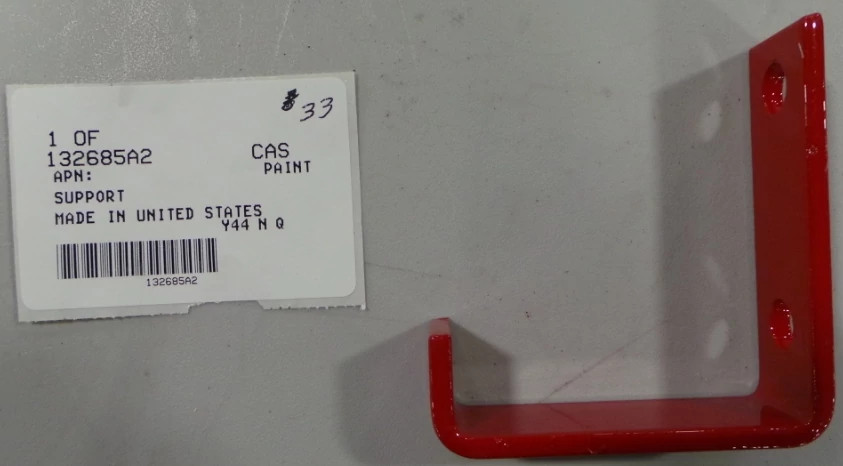 33
1 OF
132685A2 CAS
APN: PAINT
SUPPORT
MADE IN UNITED STATES
Y44 N Q
132685A2